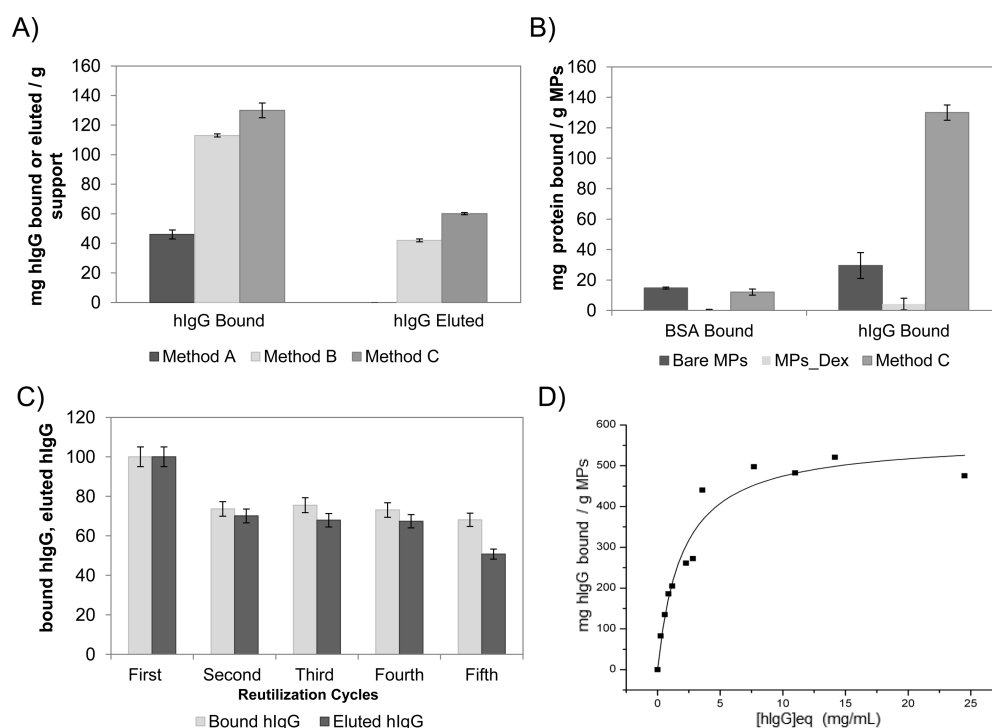 A)
mg hIgG bound or eluted / g
support
160
140
120
100
80
60
40
20
0
hIgG Bound hIgG Eluted
Method A Method B Method C
B)
mg protein bound / g MPs
160
140
120
100
80
60
40
20
0
BSA Bound hIgG Bound
Bare MPs MPs_Dex Method C
C)
bound hIgG, eluted hIgG
120
100
80
60
40
20
0
First Second Third Fourth Fifth
Reutilization Cycles
Bound hIgG Eluted hIgG
D)
mg hIgG bound / g MPs
600
500
400
300
200
100
0
0 5 10 15 20 25
[hIgG]eq (mg/mL)